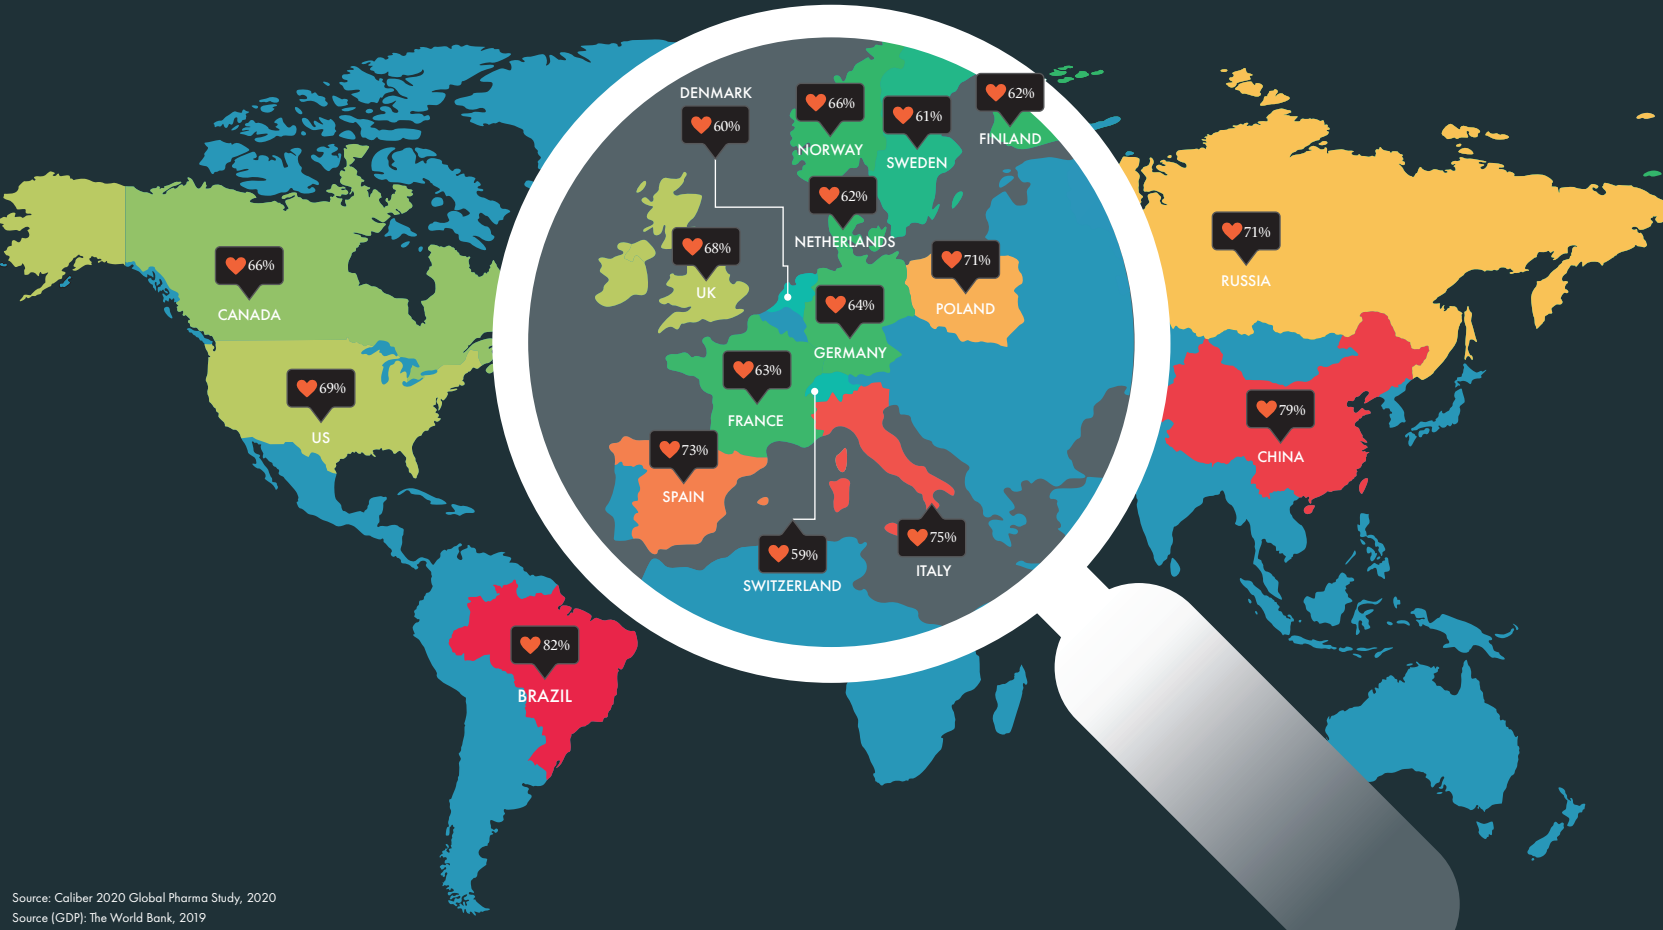 DENMARK
60%
66%
NORWAY
61%
SWEDEN
62%
FINLAND
62%
NETHERLANDS
68%
UK
71%
POLAND
64%
GERMANY
63%
FRANCE
73%
SPAIN
59%
SWITZERLAND
75%
ITALY
66%
CANADA
69%
US
82%
BRAZIL
71%
RUSSIA
79%
CHINA
Source: Caliber 2020 Global Pharma Study, 2020
Source (GDP): The World Bank, 2019